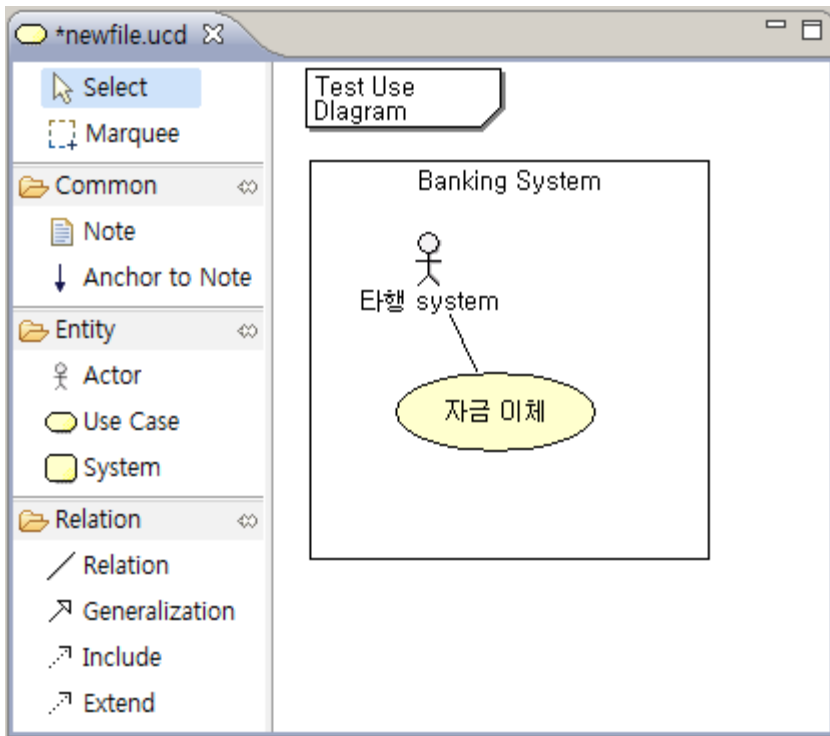 *newfile.ucd
Select
Marquee
Common
Note
Anchor to Note
Entity
Actor
Use Case
System
Relation
Relation
Generalization
Include
Extend
Test Use
DIagram
Banking System
타행 system
자금 이체